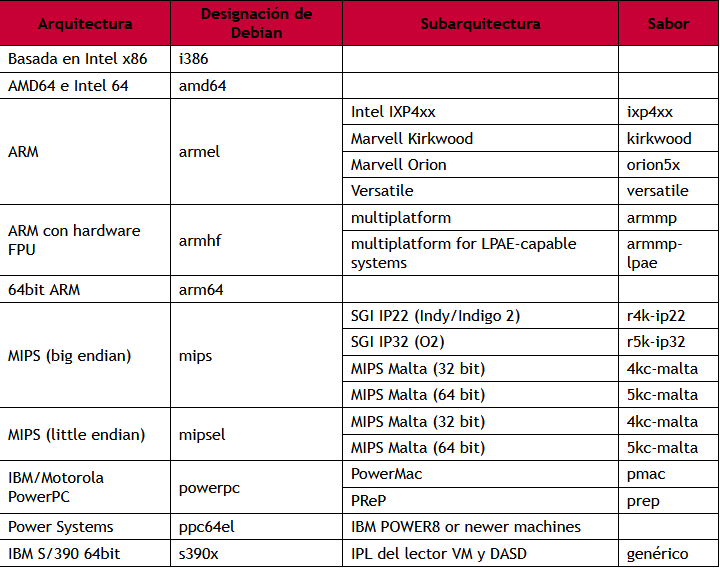 Arquitectura Designación de Debian Subarquitectura Sabor
Basada en Intel x86 i386
AMD64 e Intel 64 amd64
ARM armel Intel IXP4xx ixp4xx
Marvell Kirkwood kirkwood
Marvell Orion orion5x
Versatile versatile
ARM con hardware FPU armhf multiplatform armmp
multiplatform for LPAE-capable systems armmp-lpae
64bit ARM arm64
MIPS (big endian) mips SGI IP22 (Indy/Indigo 2) r4k-ip22
SGI IP32 (O2) r5k-ip32
MIPS Malta (32 bit) 4kc-malta
MIPS Malta (64 bit) 5kc-malta
MIPS (little endian) mipsel MIPS Malta (32 bit) 4kc-malta
MIPS Malta (64 bit) 5kc-malta
IBM/Motorola PowerPC powerpc PowerMac pmac
PReP prep
Power Systems ppc64el IBM POWER8 or newer machines
IBM S/390 64bit s390x IPL del lector VM y DASD genérico